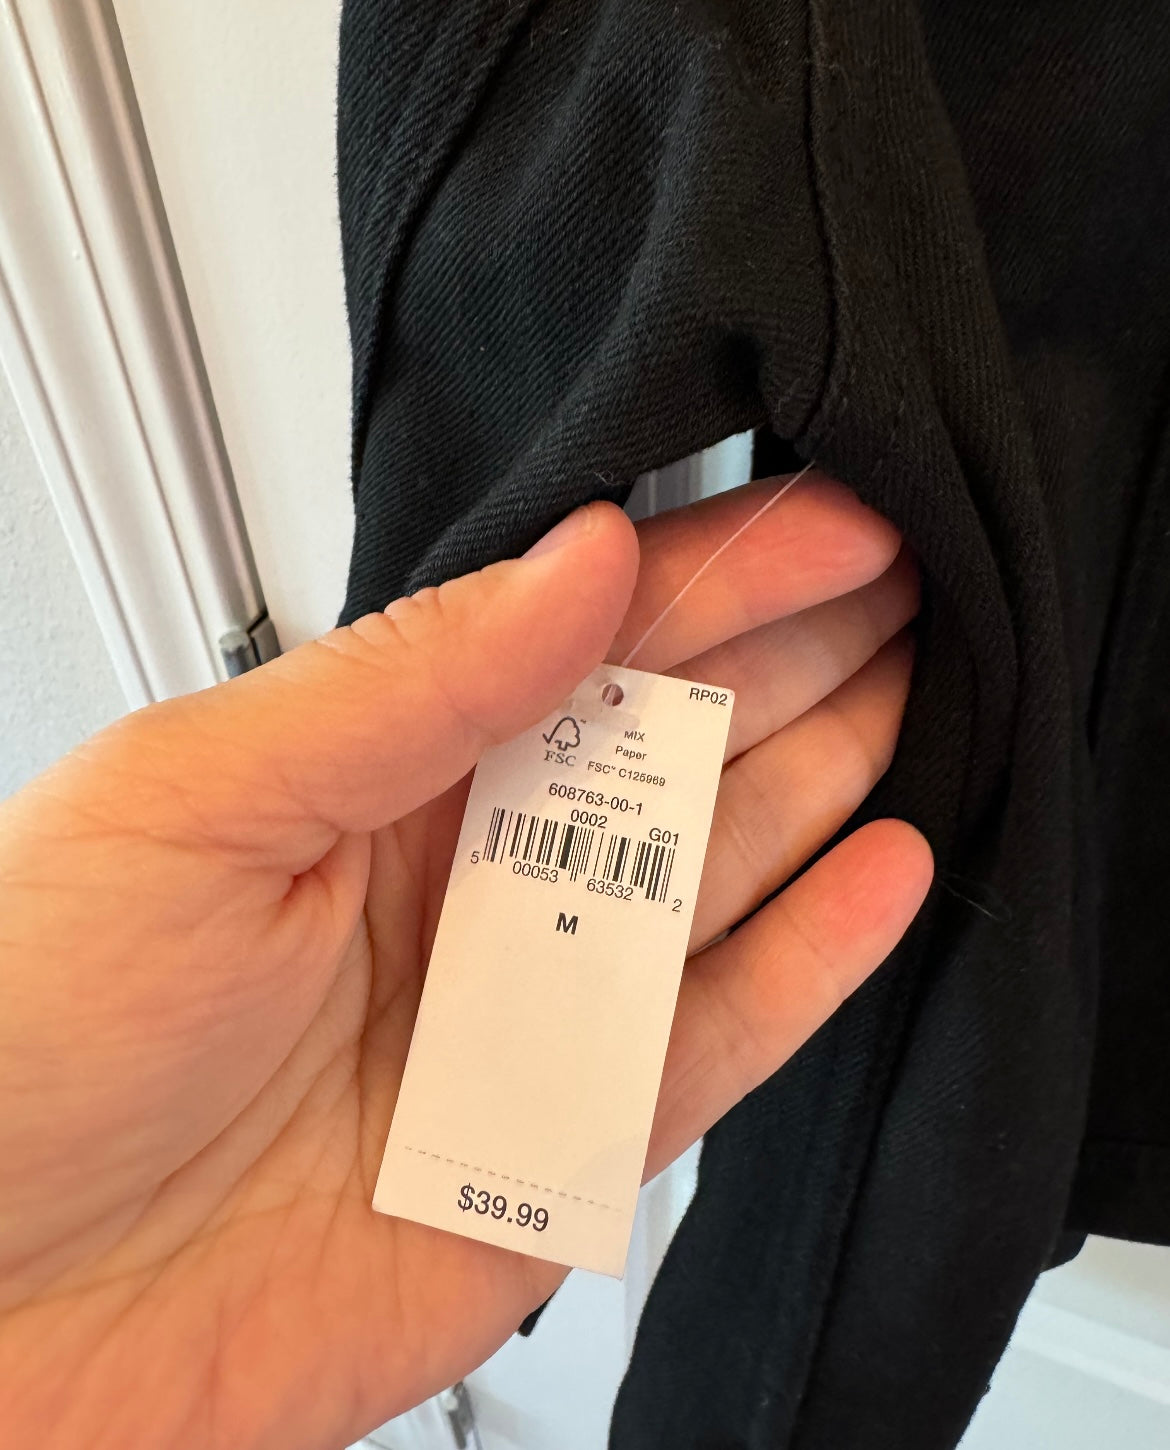 RP02
MIX
Paper
FSC™ C125969
FSC
608763-00-1
0002
G01
5 00053 63532 2
M
$39.99